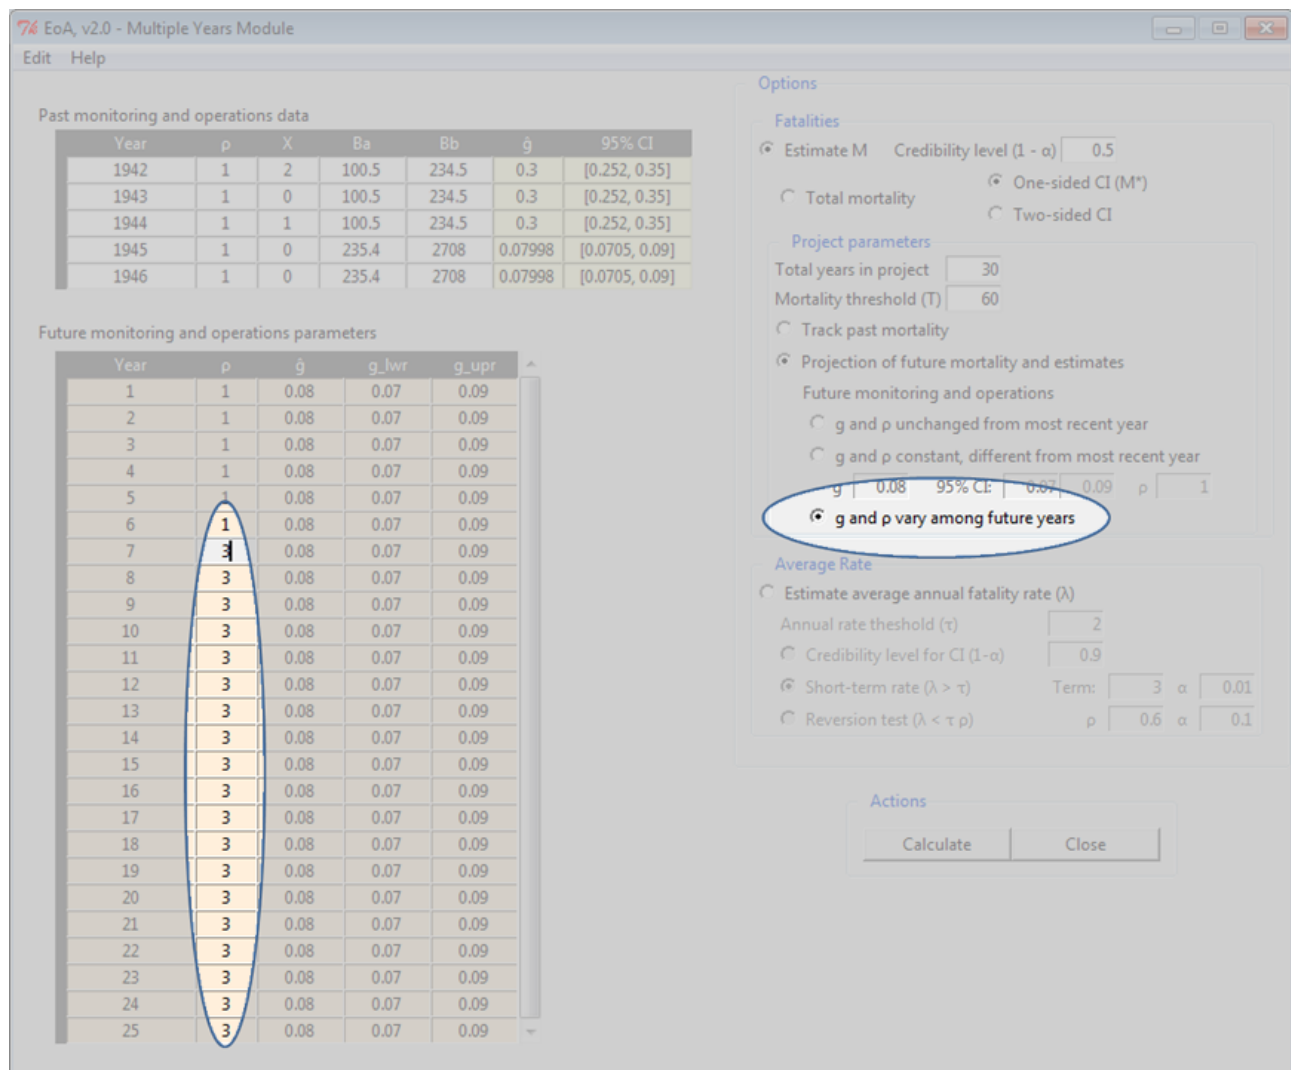 EoA, v2.0 - Multiple Years Module
Edit Help
Past monitoring and operations data
Year ρ X Ba Bb ĝ 95% CI
1942 1 2 100.5 234.5 0.3 [0.252, 0.35]
1943 1 0 100.5 234.5 0.3 [0.252, 0.35]
1944 1 1 100.5 234.5 0.3 [0.252, 0.35]
1945 1 0 235.4 2708 0.07998 [0.0705, 0.09]
1946 1 0 235.4 2708 0.07998 [0.0705, 0.09]
Future monitoring and operations parameters
Year ρ ĝ g_lwr g_upr
1 1 0.08 0.07 0.09
2 1 0.08 0.07 0.09
3 1 0.08 0.07 0.09
4 1 0.08 0.07 0.09
5 1 0.08 0.07 0.09
6 1 0.08 0.07 0.09
7 3 0.08 0.07 0.09
8 3 0.08 0.07 0.09
9 3 0.08 0.07 0.09
10 3 0.08 0.07 0.09
11 3 0.08 0.07 0.09
12 3 0.08 0.07 0.09
13 3 0.08 0.07 0.09
14 3 0.08 0.07 0.09
15 3 0.08 0.07 0.09
16 3 0.08 0.07 0.09
17 3 0.08 0.07 0.09
18 3 0.08 0.07 0.09
19 3 0.08 0.07 0.09
20 3 0.08 0.07 0.09
21 3 0.08 0.07 0.09
22 3 0.08 0.07 0.09
23 3 0.08 0.07 0.09
24 3 0.08 0.07 0.09
25 3 0.08 0.07 0.09
Options
Fatalities
Estimate M Credibility level (1 - α) 0.5
Total mortality
One-sided CI (M*)
Two-sided CI
Project parameters
Total years in project 30
Mortality threshold (T) 60
Track past mortality
Projection of future mortality and estimates
Future monitoring and operations
g and ρ unchanged from most recent year
g and ρ constant, different from most recent year
g 0.08 95% CI: 0.07 0.09 ρ 1
g and ρ vary among future years
Average Rate
Estimate average annual fatality rate (λ)
Annual rate theshold (τ) 2
Credibility level for CI (1-α) 0.9
Short-term rate (λ > τ) Term: 3 α 0.01
Reversion test (λ < τ ρ) ρ 0.6 α 0.1
Actions
Calculate Close